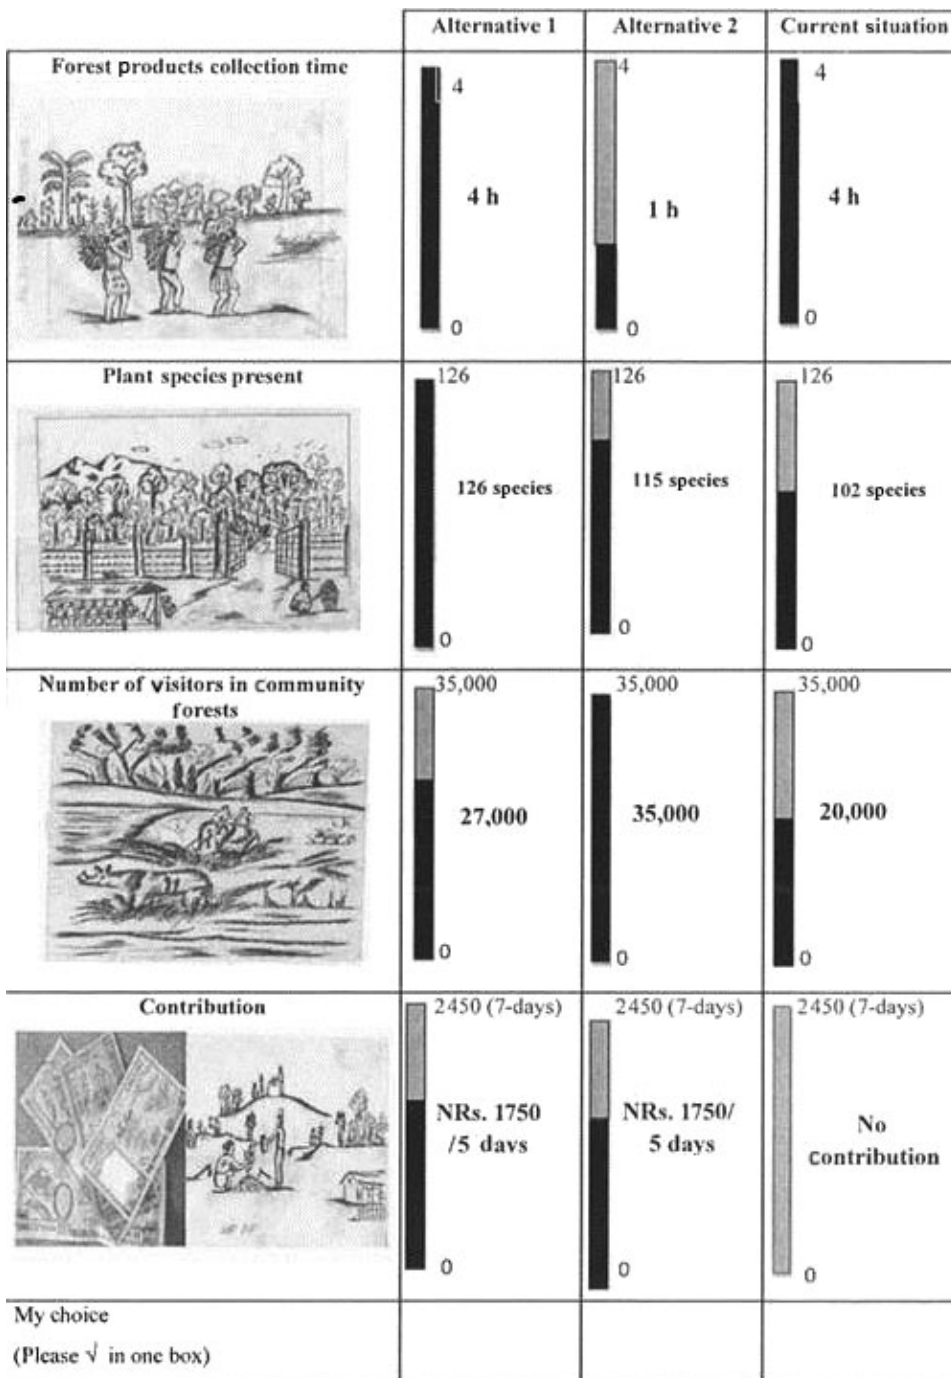 Alternative 1 Alternative 2 Current situation
Forest products collection time
4 4 4
4 h 1 h 4 h
0 0 0
Plant species present
126 126 126
126 species 115 species 102 species
0 0 0
Number of visitors in community
forests
35,000 35,000 35,000
27,000 35,000 20,000
0 0 0
Contribution
2450 (7-days) 2450 (7-days) 2450 (7-days)
NRs. 1750 NRs. 1750/ No
/5 days 5 days contribution
0 0 0
My choice
(Please √ in one box)